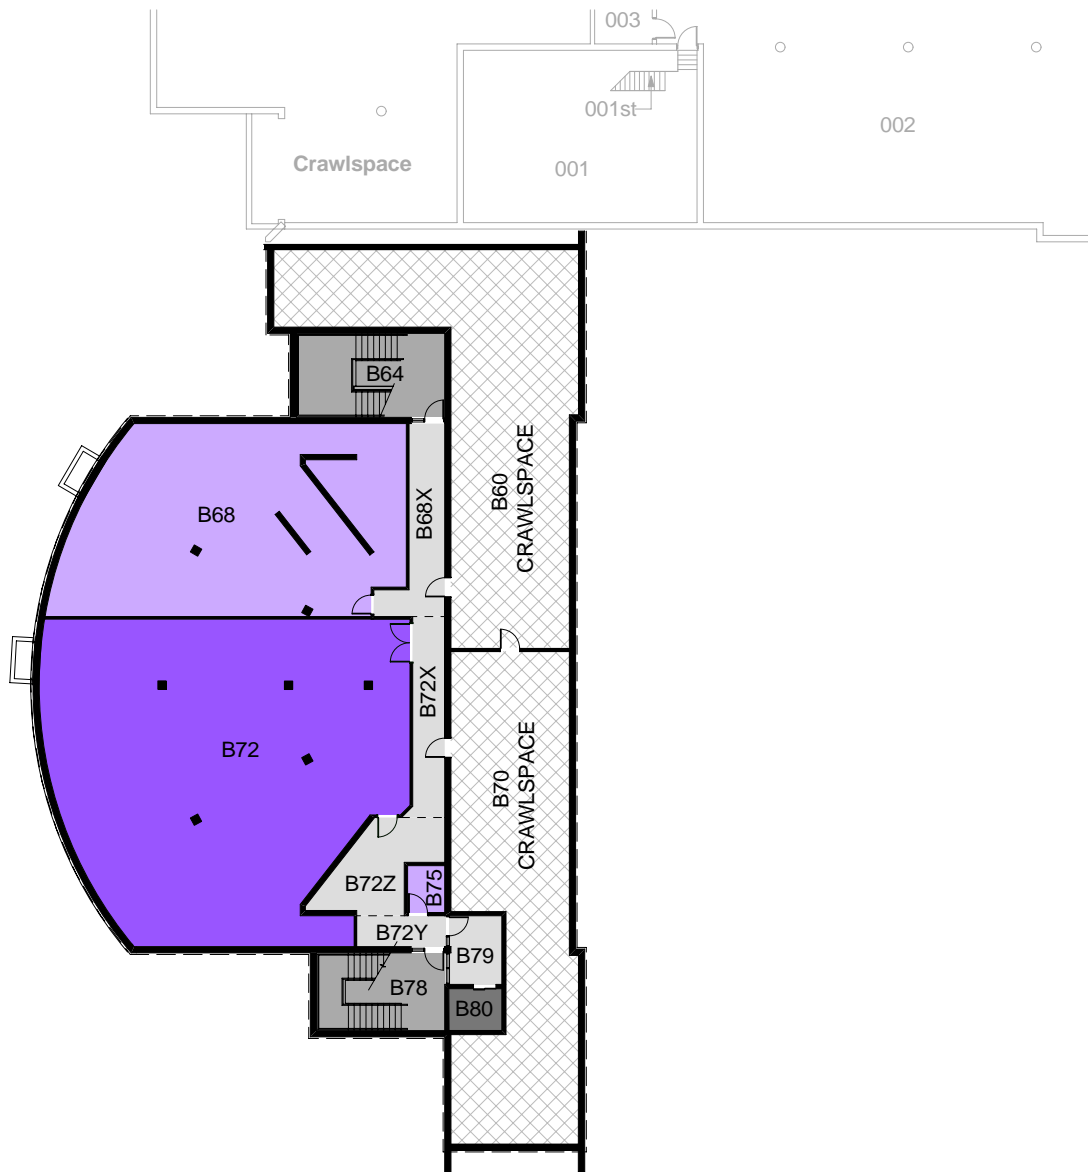 003
001st
002
Crawlspace
001
B64
B60
CRAWLSPACE
B68X
B68
B72X
B72
B70
CRAWLSPACE
B72Z
B75
B72Y
B79
B78
B80